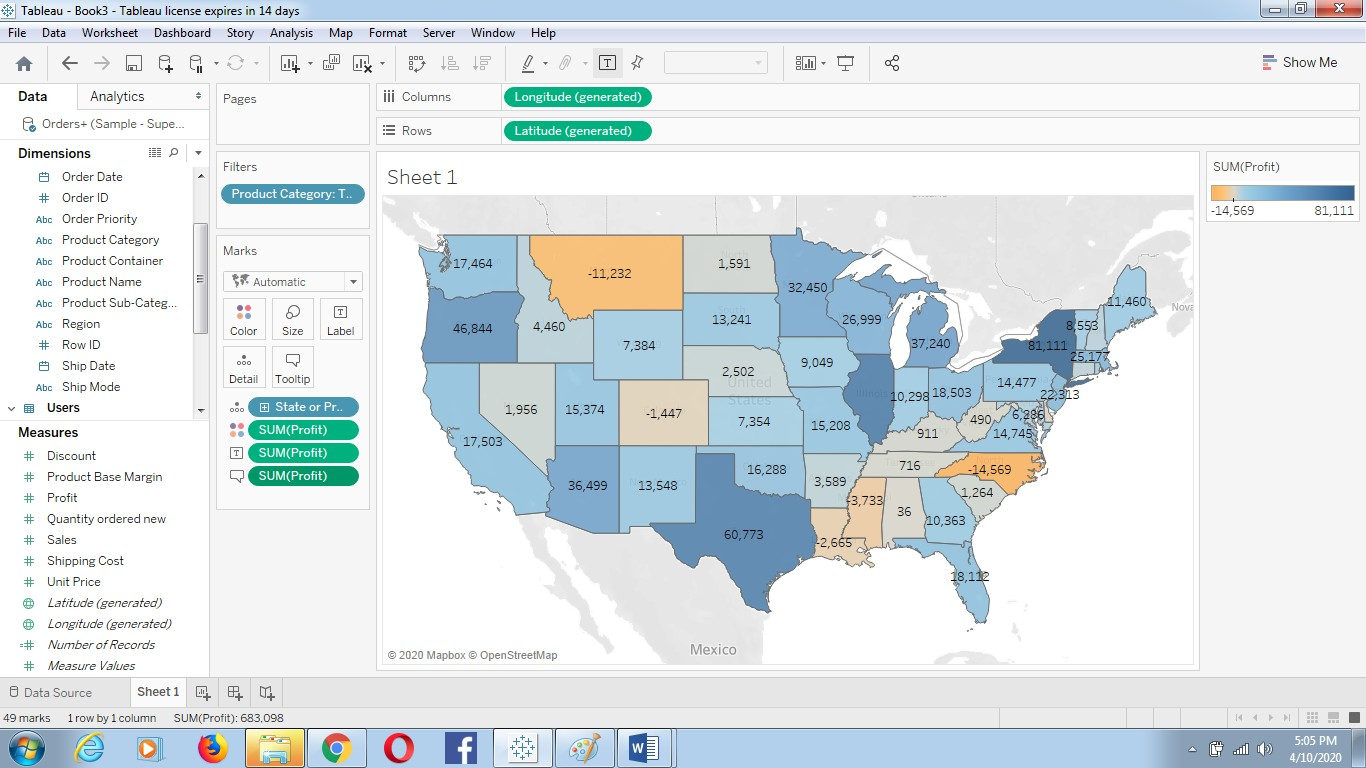 Tableau - Book3 - Tableau license expires in 14 days
File Data Worksheet Dashboard Story Analysis Map Format Server Window Help
Show Me
Data Analytics
Orders+ (Sample - Supe...
Dimensions
Order Date
Order ID
Abc Order Priority
Abc Product Category
Abc Product Container
Abc Product Name
Abc Product Sub-Categ...
Abc Region
Row ID
Ship Date
Abc Ship Mode
Users
Measures
Discount
Product Base Margin
Profit
Quantity ordered new
Sales
Shipping Cost
Unit Price
Latitude (generated)
Longitude (generated)
Number of Records
Measure Values
Pages
Filters
Product Category: T..
Marks
Automatic
Color Size Label
Detail Tooltip
State or Pr..
SUM(Profit)
SUM(Profit)
SUM(Profit)
Columns Longitude (generated)
Rows Latitude (generated)
Sheet 1
17,464
-11,232
1,591
32,450
11,460
46,844
4,460
13,241
26,999
8,553
7,384
37,240
81,111
25,177
9,049
2,502
United
States
14,477
10,298
18,503
22,313
1,956
15,374
-1,447
7,354
15,208
490
6,286
17,503
911
14,745
36,499
13,548
16,288
716
-14,569
3,589
-3,733
1,264
36
10,363
60,773
-2,665
18,112
Nova
Mexico
© 2020 Mapbox © OpenStreetMap
SUM(Profit)
-14,569 81,111
Data Source Sheet 1
49 marks 1 row by 1 column SUM(Profit): 683,098
5:05 PM
4/10/2020